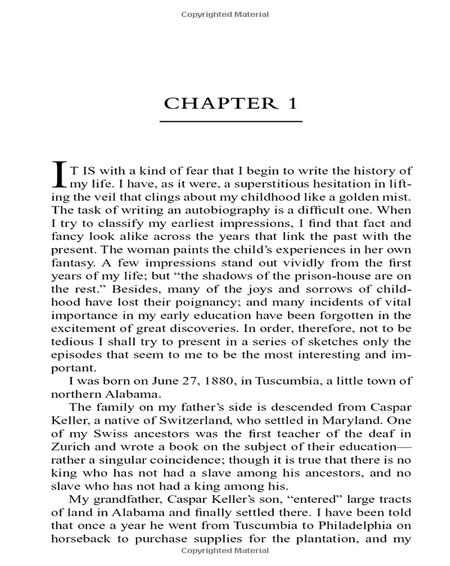 Copyrighted Material
CHAPTER 1
IT IS with a kind of fear that I begin to write the history of
my life. I have, as it were, a superstitious hesitation in lift-
ing the veil that clings about my childhood like a golden mist.
The task of writing an autobiography is a difficult one. When
I try to classify my earliest impressions, I find that fact and
fancy look alike across the years that link the past with the
present. The woman paints the child's experiences in her own
fantasy. A few impressions stand out vividly from the first
years of my life; but “the shadows of the prison-house are on
the rest.” Besides, many of the joys and sorrows of child-
hood have lost their poignancy; and many incidents of vital
importance in my early education have been forgotten in the
excitement of great discoveries. In order, therefore, not to be
tedious I shall try to present in a series of sketches only the
episodes that seem to me to be the most interesting and im-
portant.
I was born on June 27, 1880, in Tuscumbia, a little town of
northern Alabama.
The family on my father's side is descended from Caspar
Keller, a native of Switzerland, who settled in Maryland. One
of my Swiss ancestors was the first teacher of the deaf in
Zurich and wrote a book on the subject of their education—
rather a singular coincidence; though it is true that there is no
king who has not had a slave among his ancestors, and no
slave who has not had a king among his.
My grandfather, Caspar Keller's son, “entered” large tracts
of land in Alabama and finally settled there. I have been told
that once a year he went from Tuscumbia to Philadelphia on
horseback to purchase supplies for the plantation, and my
Copyrighted Material